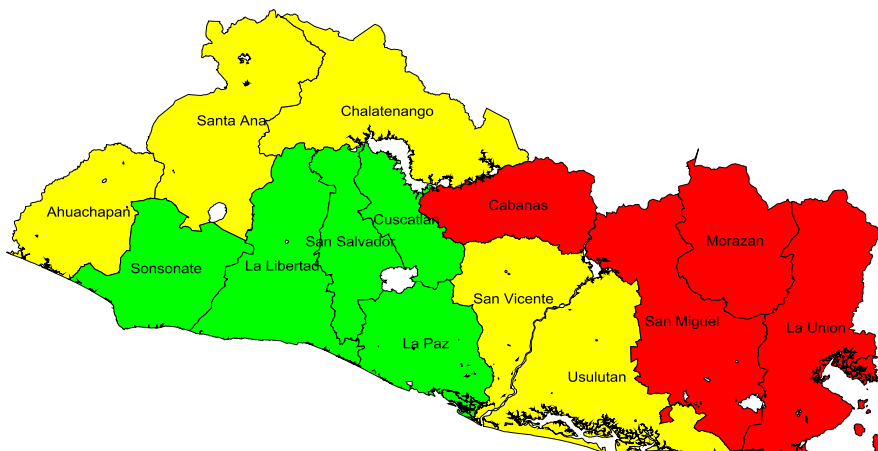 Chalatenango
Santa Ana
Ahuachapan
Cabanas
Cuscatlan
San Salvador
Morazan
Sonsonate
La Libertad
San Vicente
San Miguel
La Union
La Paz
Usulutan